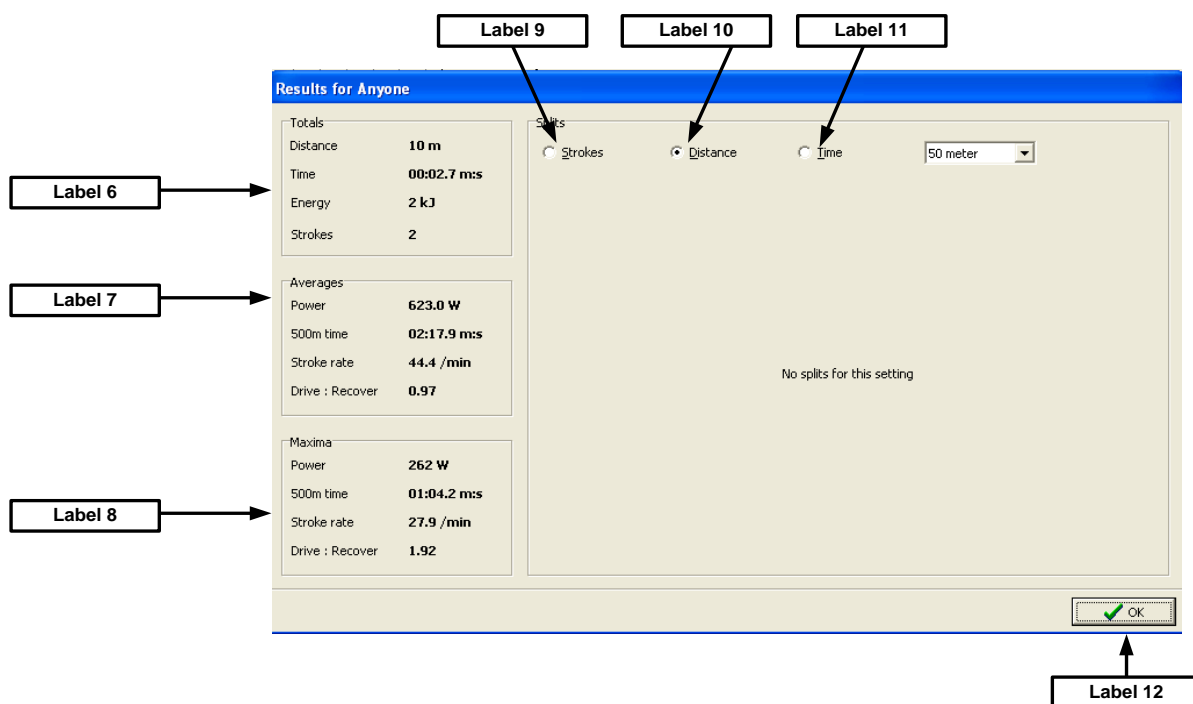 Label 9 Label 10 Label 11
Results for Anyone
Totals
Distance 10 m
Time 00:02.7 m:s
Energy 2 kJ
Strokes 2
Label 6
Averages
Power 623.0 W
500m time 02:17.9 m:s
Stroke rate 44.4 /min
Drive : Recover 0.97
Label 7
Maxima
Power 262 W
500m time 01:04.2 m:s
Stroke rate 27.9 /min
Drive : Recover 1.92
Label 8
Splits
Strokes Distance Time 50 meter
No splits for this setting
OK
Label 12